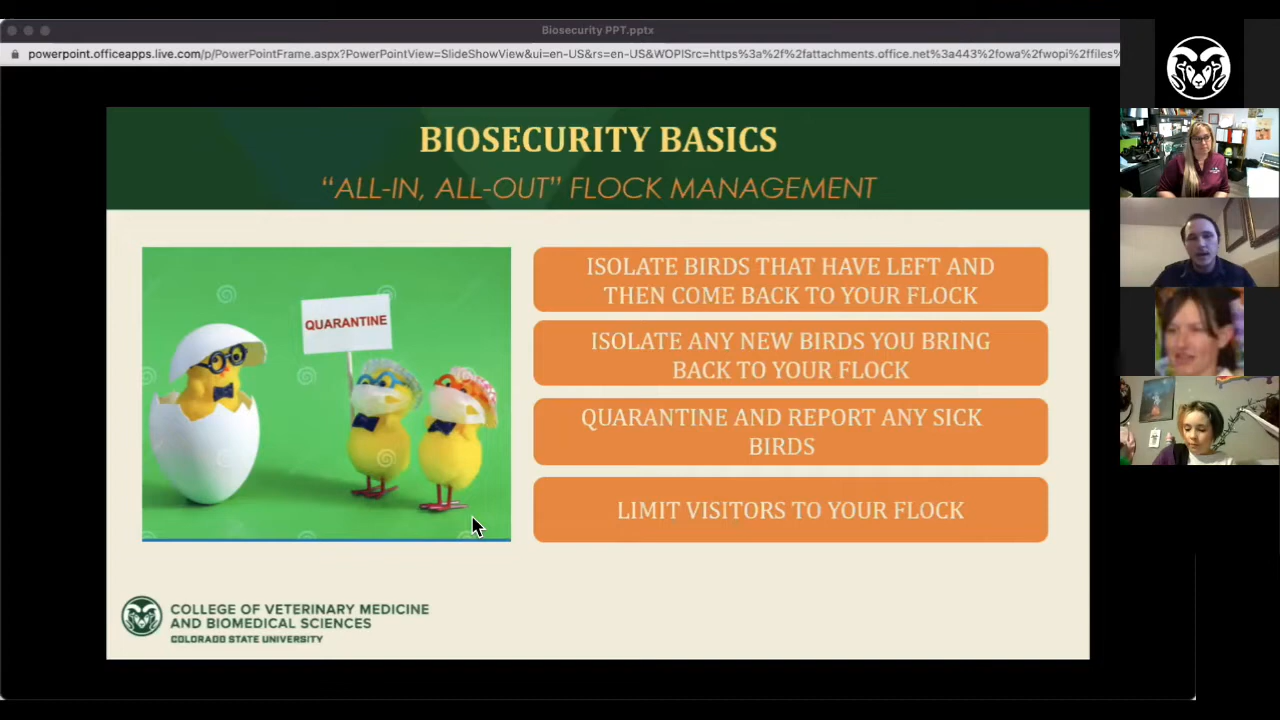 Biosecurity PPT.pptx
powerpoint.officeapps.live.com/p/PowerPointFrame.aspx?PowerPointView=SlideShowView&ui=en-US&rs=en-US&WOPISrc=https%3a%2f%2fattachments.office.net%3a443%2fowa%2fwopi%2ffiles%
BIOSECURITY BASICS
“ALL-IN, ALL-OUT” FLOCK MANAGEMENT
QUARANTINE
ISOLATE BIRDS THAT HAVE LEFT AND
THEN COME BACK TO YOUR FLOCK
ISOLATE ANY NEW BIRDS YOU BRING
BACK TO YOUR FLOCK
QUARANTINE AND REPORT ANY SICK
BIRDS
LIMIT VISITORS TO YOUR FLOCK
COLLEGE OF VETERINARY MEDICINE
AND BIOMEDICAL SCIENCES
COLORADO STATE UNIVERSITY